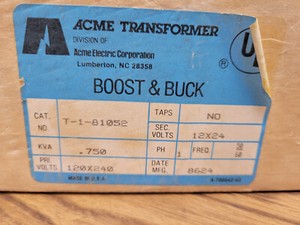 ACME TRANSFORMER
DIVISION OF
Acme Electric Corporation
Lumberton, NC 28358
BOOST & BUCK
CAT. NO T-1-81052
TAPS NO
SEC. VOLTS 12X24
KVA .750
PH 1 FREQ.
PRI. VOLTS 120X240
DATE MFG. 8624
MADE IN U.S.A.